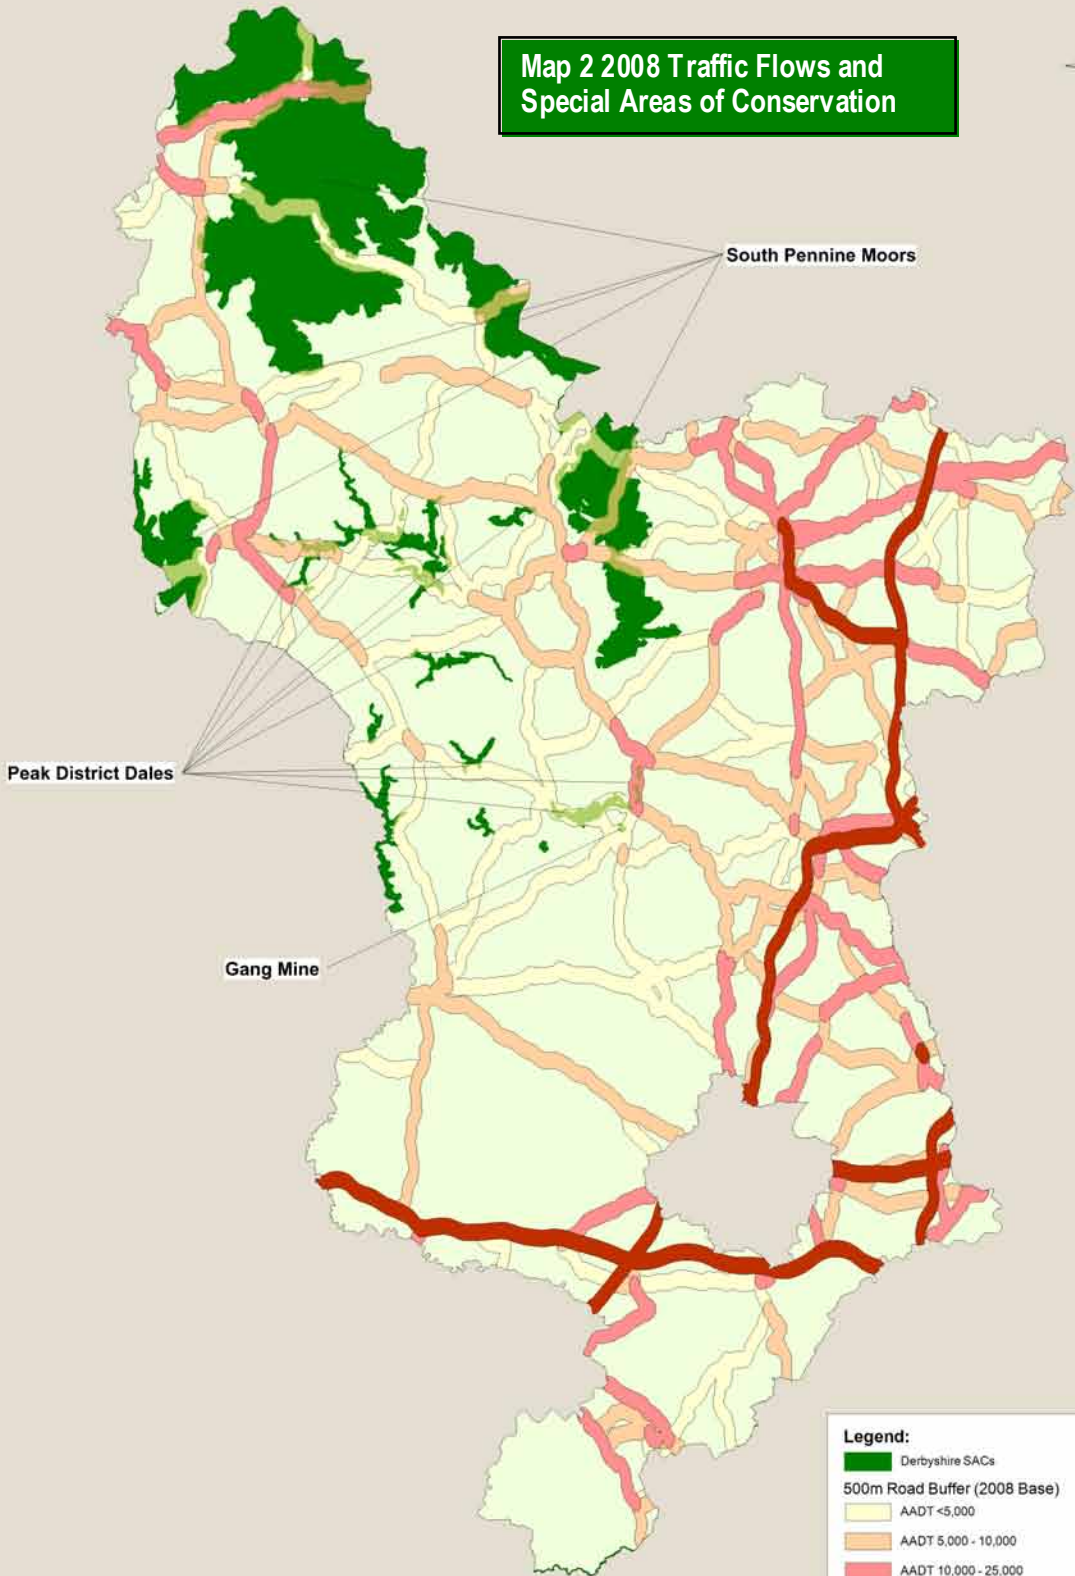 Map 2 2008 Traffic Flows and
Special Areas of Conservation
South Pennine Moors
Peak District Dales
Gang Mine
Legend:
Derbyshire SACs
500m Road Buffer (2008 Base)
AADT <5,000
AADT 5,000 - 10,000
AADT 10,000 - 25,000